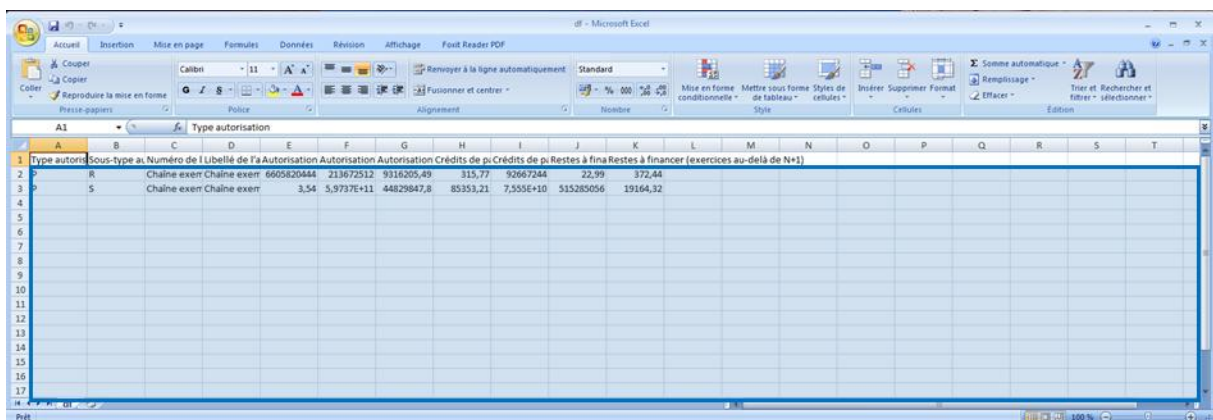 df - Microsoft Excel
Accueil Insertion Mise en page Formules Données Révision Affichage Foxit Reader PDF
Coller
Couper
Copier
Reproduire la mise en forme
Presse-papiers
Calibri 11
G I S
Police
Renvoyer à la ligne automatiquement
Fusionner et centrer
Alignement
Standard
% 000
Nombre
Mise en forme conditionnelle
Mettre sous forme de tableau
Styles de cellules
Style
Insérer Supprimer Format
Cellules
Somme automatique
Remplissage
Effacer
Trier et filtrer
Rechercher et sélectionner
Édition
A1 fx Type autorisation
A B C D E F G H I J K L M N O P Q R S T
1 Type autoris Sous-type au Numéro de l Libellé de l'a Autorisation Autorisation Autorisation Crédits de pa Crédits de pa Restes à fina Restes à financer (exercices au-delà de N+1)
2 P R Chaîne exem Chaîne exem 6605820444 213672512 9316205,49 315,77 92667244 22,99 372,44
3 P S Chaîne exem Chaîne exem 3,54 5,9737E+11 44829847,8 85353,21 7,555E+10 515285056 19164,32
4
5
6
7
8
9
10
11
12
13
14
15
16
17
df
Prêt 100 %